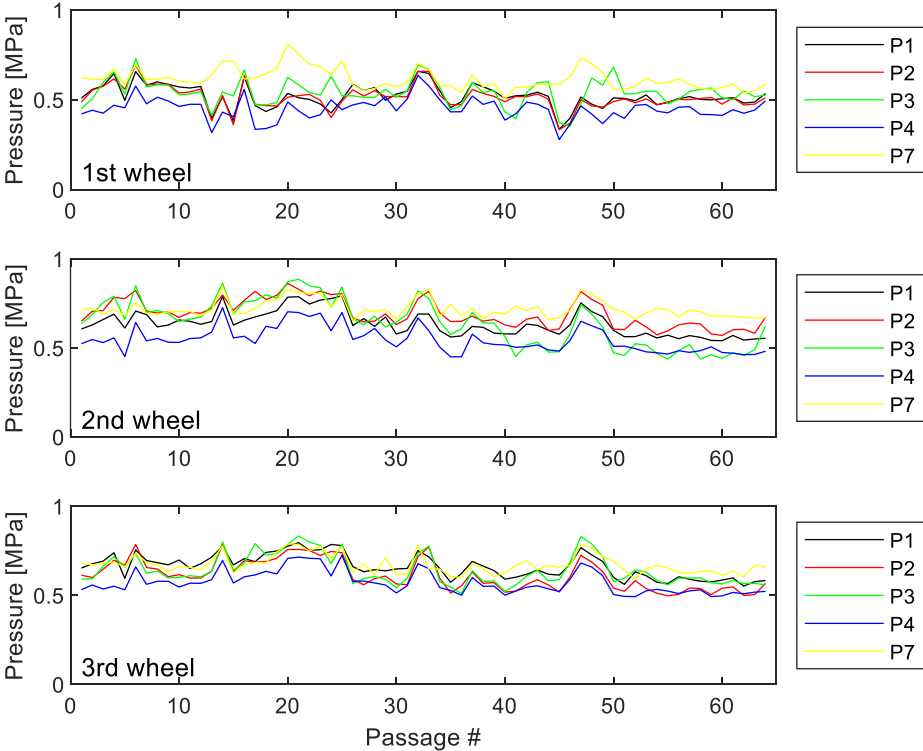 Pressure [MPa]
1
0.5
0
1st wheel
0 10 20 30 40 50 60
P1
P2
P3
P4
P7
Pressure [MPa]
1
0.5
0
2nd wheel
0 10 20 30 40 50 60
P1
P2
P3
P4
P7
Pressure [MPa]
1
0.5
0
3rd wheel
0 10 20 30 40 50 60
Passage #
P1
P2
P3
P4
P7